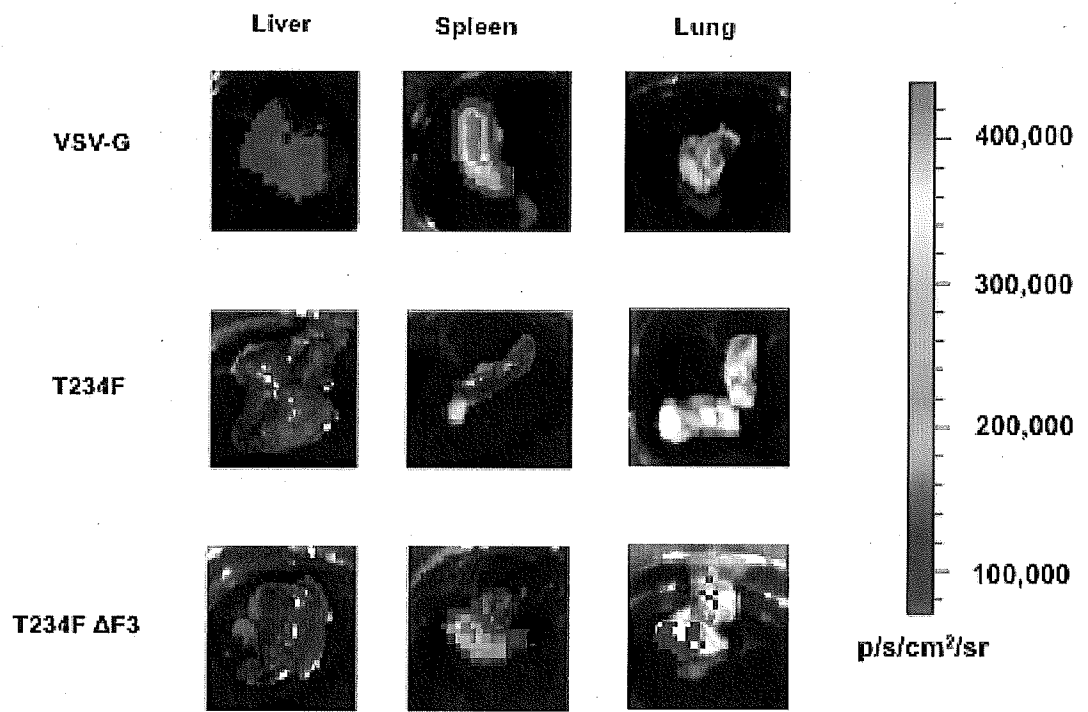 Liver Spleen Lung
VSV-G
T234F
T234F ΔF3
400,000
300,000
200,000
100,000
p/s/cm²/sr